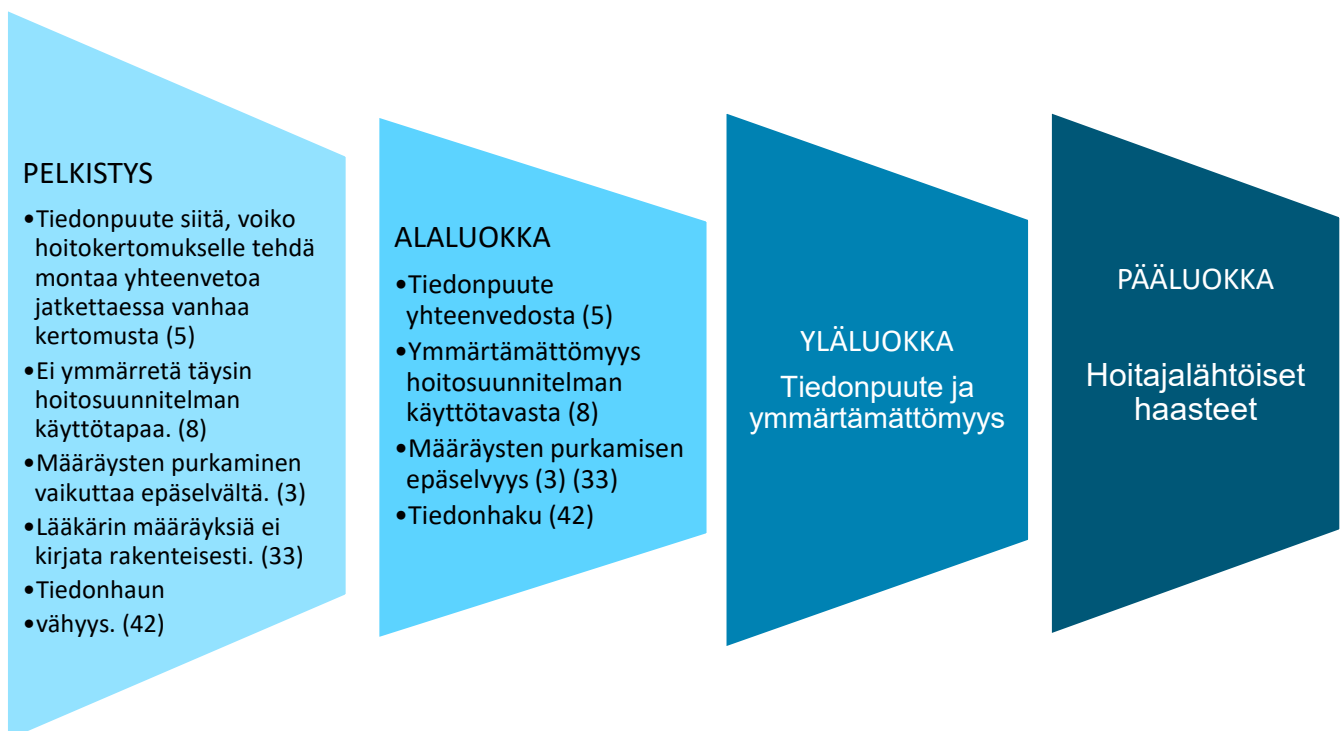 PELKISTYS
•Tiedonpuute siitä, voiko
hoitokertomukselle tehdä
montaa yhteenvetoa
jatkettaessa vanhaa
kertomusta (5)
•Ei ymmärretä täysin
hoitosuunnitelman
käyttötapaa. (8)
•Määräysten purkaminen
vaikuttaa epäselvältä. (3)
•Lääkärin määräyksiä ei
kirjata rakenteisesti. (33)
•Tiedonhaun
•vähyys. (42)
ALALUOKKA
•Tiedonpuute
yhteenvedosta (5)
•Ymmärtämättömyys
hoitosuunnitelman
käyttötavasta (8)
•Määräysten purkamisen
epäselvyys (3) (33)
•Tiedonhaku (42)
YLÄLUOKKA
Tiedonpuute ja
ymmärtämättömyys
PÄÄLUOKKA
Hoitajalähtöiset
haasteet